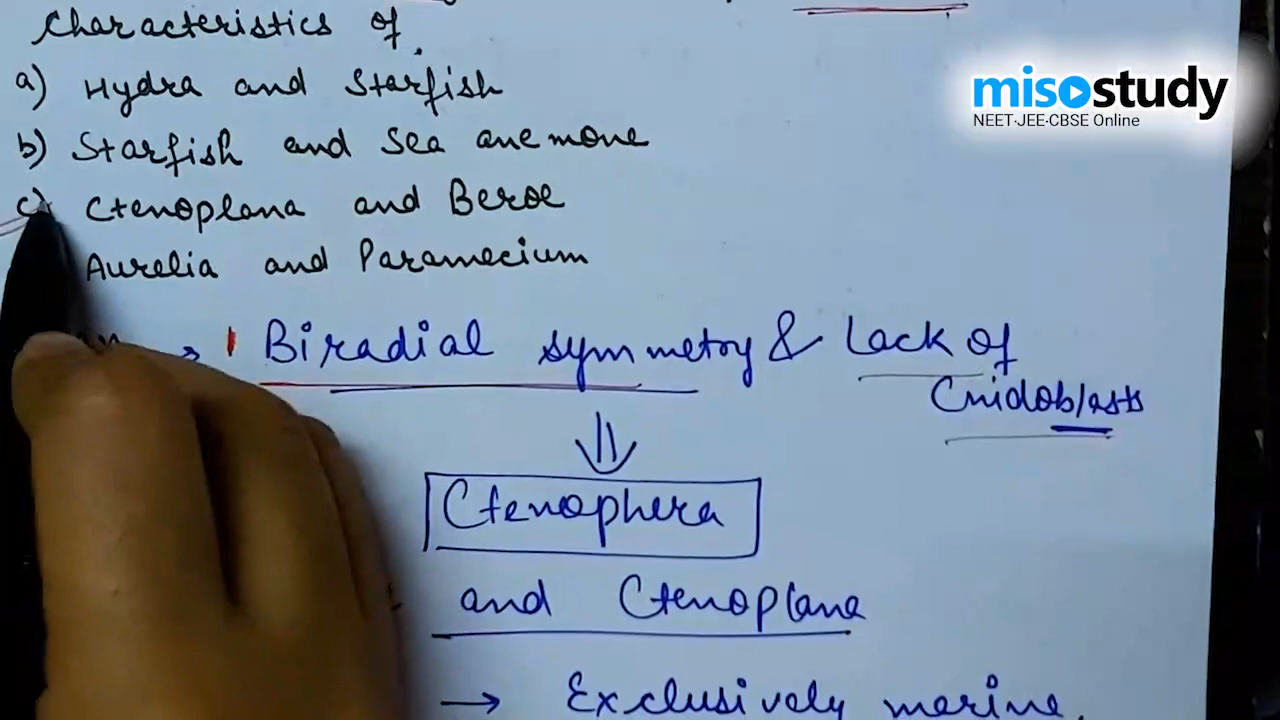 Characteristics of
a) Hydra and Starfish
b) Starfish and Sea anemone
c) Ctenoplana and Beroe
Aurelia and Paramecium
→ Biradial symmetry & Lack of
Cnidoblasts
Ctenophera
and Ctenoplana
→ Exclusively marine.
misostudy
NEET-JEE-CBSE Online